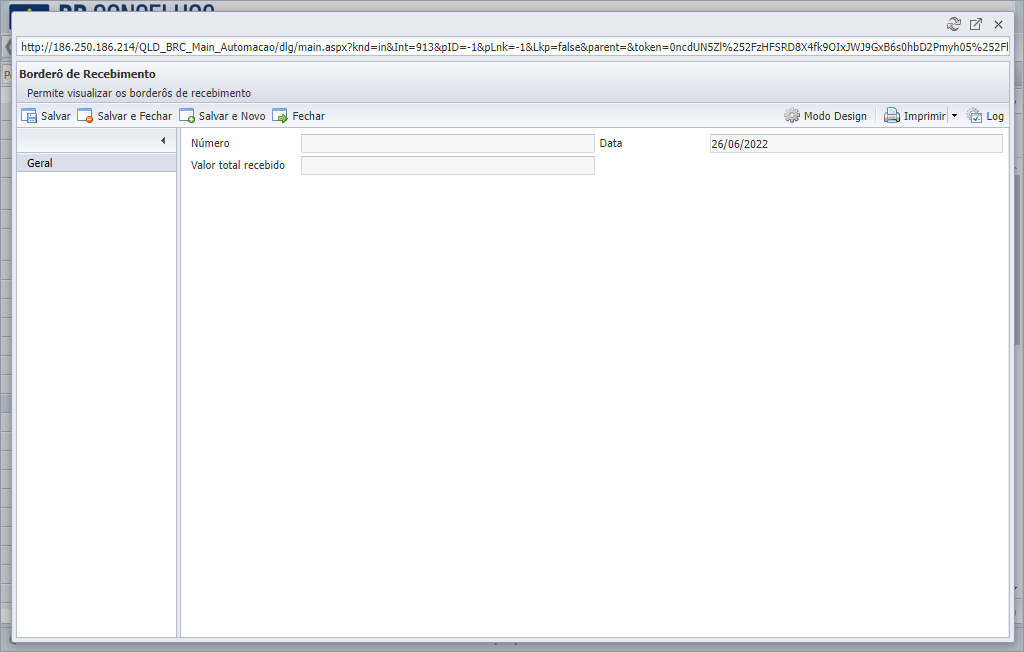 http://186.250.186.214/QLD_BRC_Main_Automacao/dlg/main.aspx?knd=in&Int=913&pID=-1&pLnk=-1&Lkp=false&parent=&token=0ncdUN5Zl%252FzHFSRD8X4fk9OIxJWJ9GxB6s0hbD2Pmyh05%252Fl
Borderô de Recebimento
Permite visualizar os borderôs de recebimento
Salvar Salvar e Fechar Salvar e Novo Fechar Modo Design Imprimir Log
Geral
Número Data 26/06/2022
Valor total recebido